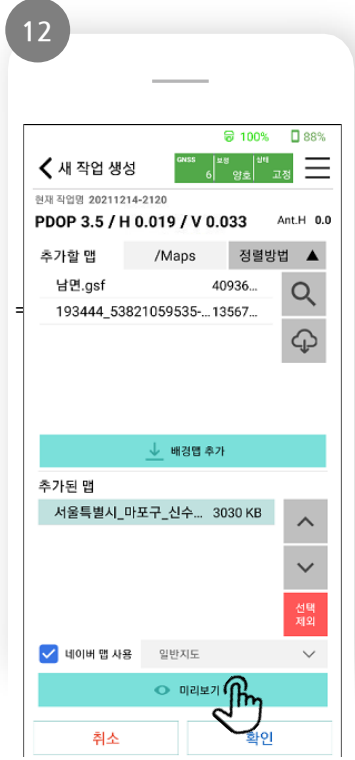 12
100% 88%
새 작업 생성 GNSS 6 보정 양호 상태 고정
현재 작업명 20211214-2120
PDOP 3.5 / H 0.019 / V 0.033 Ant.H 0.0
추가할 맵 /Maps 정렬방법 ▲
남면.gsf 40936...
193444_53821059535-... 13567...
배경맵 추가
추가된 맵
서울특별시_마포구_신수... 3030 KB
선택
제외
네이버 맵 사용 일반지도
미리보기
취소 확인